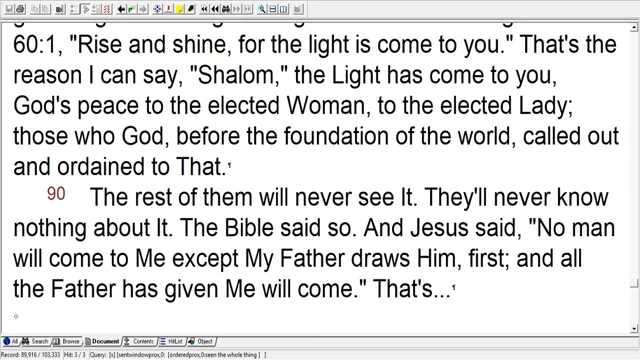 60:1, "Rise and shine, for the light is come to you." That's the
reason I can say, "Shalom," the Light has come to you,
God's peace to the elected Woman, to the elected Lady;
those who God, before the foundation of the world, called out
and ordained to That.
90 The rest of them will never see It. They'll never know
nothing about It. The Bible said so. And Jesus said, "No man
will come to Me except My Father draws Him, first; and all
the Father has given Me will come." That's...
All Search Browse Document Contents HitList Object
Record: 89,916 / 103,333 Hit: 3 / 3 Query: [s] [sentwindowprox,0: [orderedprox,0:seen the whole thing] ]